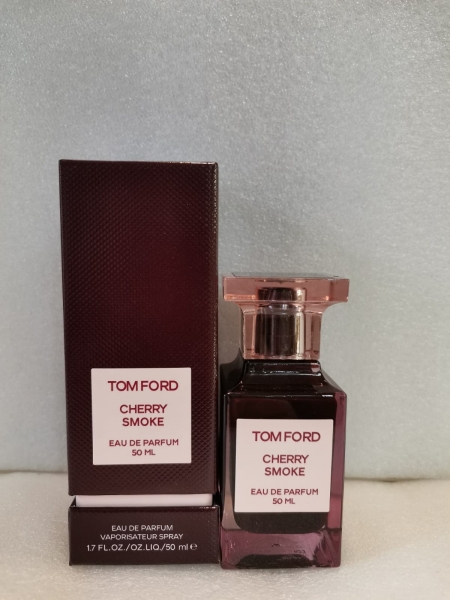 TOM FORD
CHERRY
SMOKE
EAU DE PARFUM
50 ML
EAU DE PARFUM
VAPORISATEUR SPRAY
1.7 FL.OZ./OZ.LIQ./50 ml ℮
TOM FORD
CHERRY
SMOKE
EAU DE PARFUM
50 ML